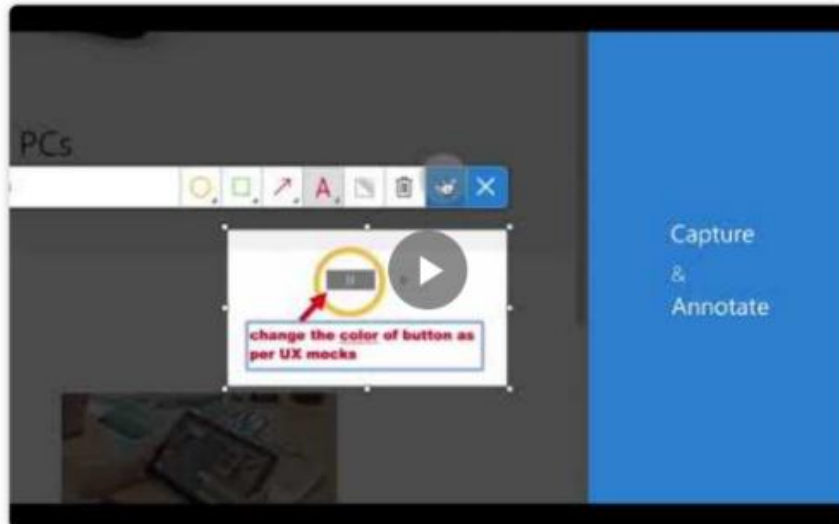 PCs
A
change the color of button as
per UX mocks
Capture
&
Annotate